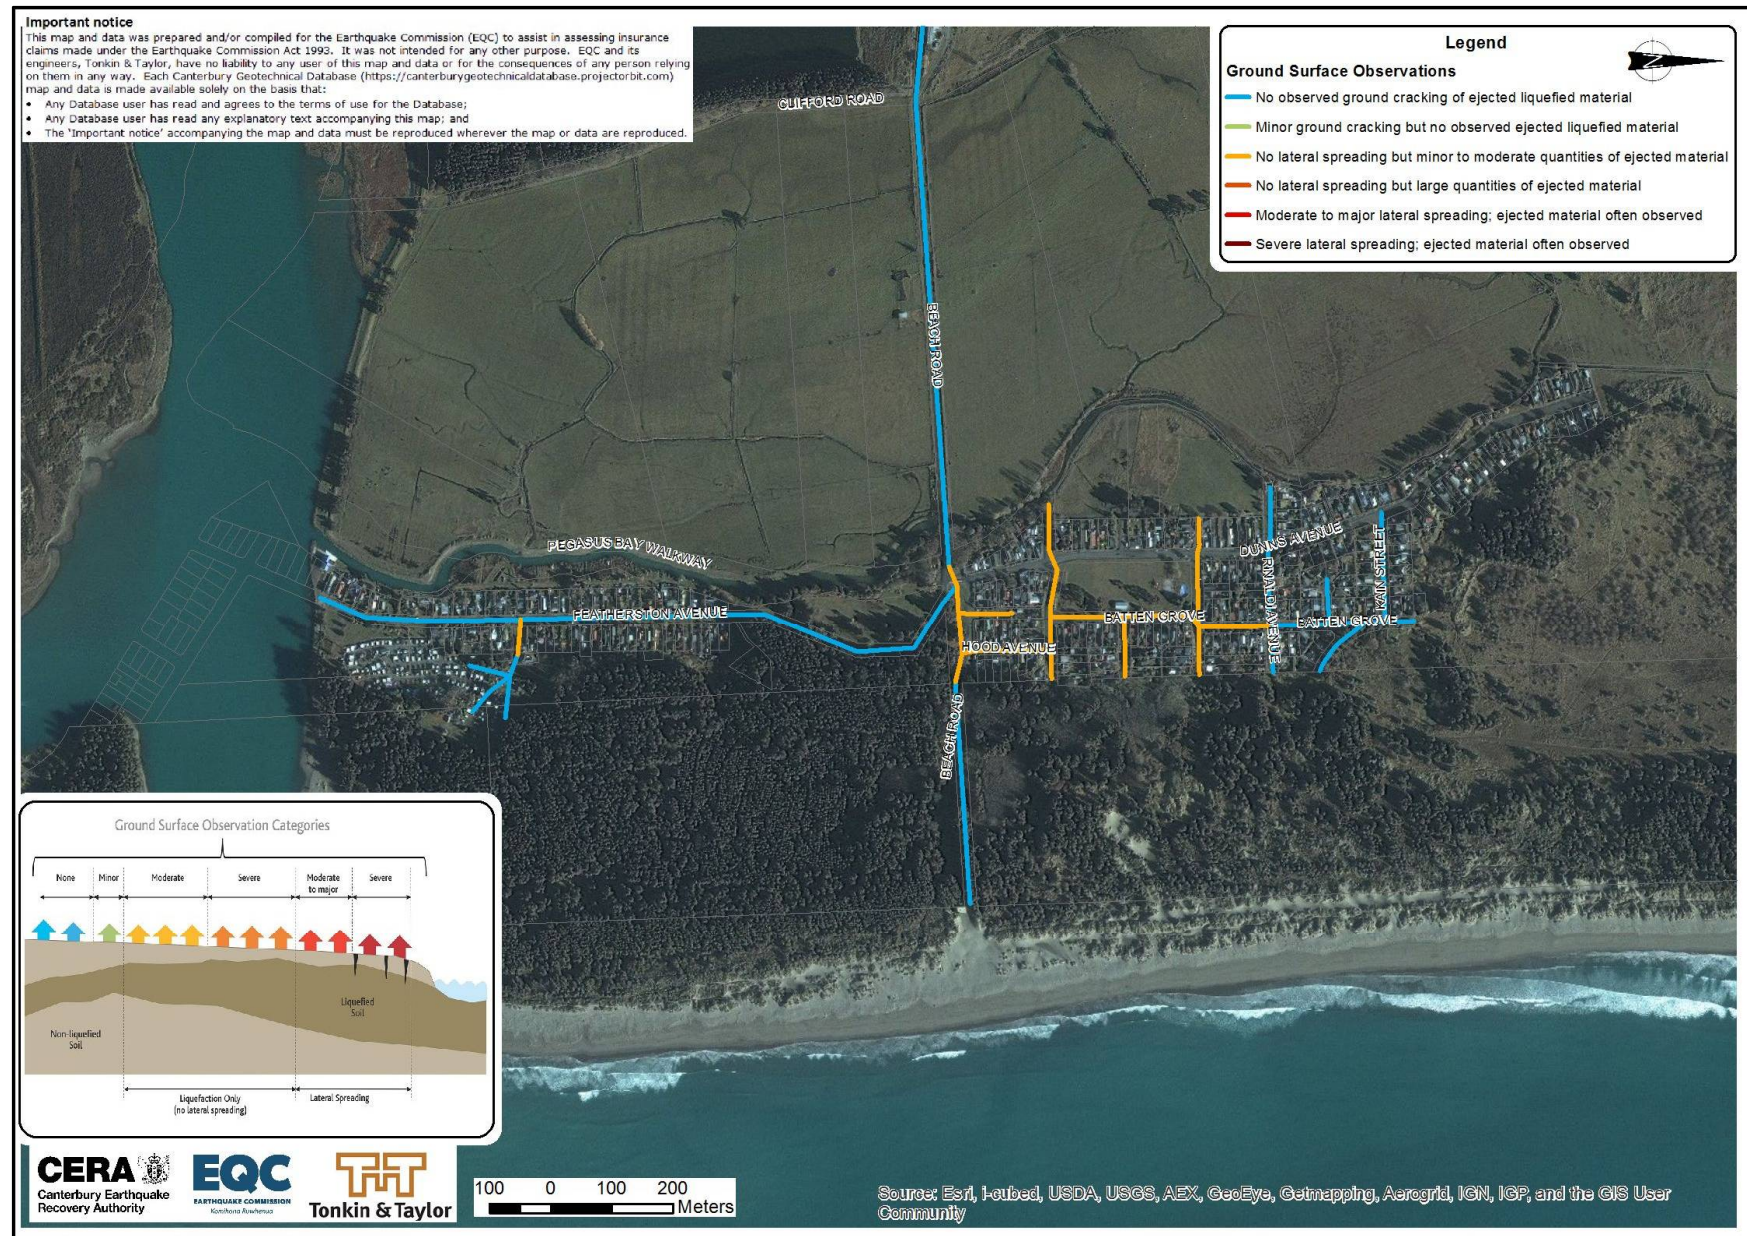 Important notice
This map and data was prepared and/or compiled for the Earthquake Commission (EQC) to assist in assessing insurance
claims made under the Earthquake Commission Act 1993. It was not intended for any other purpose. EQC and its
engineers, Tonkin & Taylor, have no liability to any user of this map and data or for the consequences of any person relying
on them in any way. Each Canterbury Geotechnical Database (https://canterburygeotechnicaldatabase.projectorbit.com)
map and data is made available solely on the basis that:
• Any Database user has read and agrees to the terms of use for the Database;
• Any Database user has read any explanatory text accompanying this map; and
• The 'Important notice' accompanying the map and data must be reproduced wherever the map or data are reproduced.
Legend
Ground Surface Observations
No observed ground cracking of ejected liquefied material
Minor ground cracking but no observed ejected liquefied material
No lateral spreading but minor to moderate quantities of ejected material
No lateral spreading but large quantities of ejected material
Moderate to major lateral spreading; ejected material often observed
Severe lateral spreading; ejected material often observed
Z
CLIFFORD ROAD
BEACH ROAD
PEGASUS BAY WALKWAY
FEATHERSTON AVENUE
HOOD AVENUE
BATTEN GROVE
DUNNS AVENUE
RINALDI AVENUE
KAIN STREET
BATTEN GROVE
BEACH ROAD
Ground Surface Observation Categories
None Minor Moderate Severe Moderate to major Severe
Liquefied
Soil
Non-liquefied
Soil
Liquefaction Only
(no lateral spreading)
Lateral Spreading
CERA
Canterbury Earthquake
Recovery Authority
EQC
EARTHQUAKE COMMISSION
Kōmihana Rūwhenua
Tonkin & Taylor
100 0 100 200
Meters
Source: Esri, i-cubed, USDA, USGS, AEX, GeoEye, Getmapping, Aerogrid, IGN, IGP, and the GIS User
Community